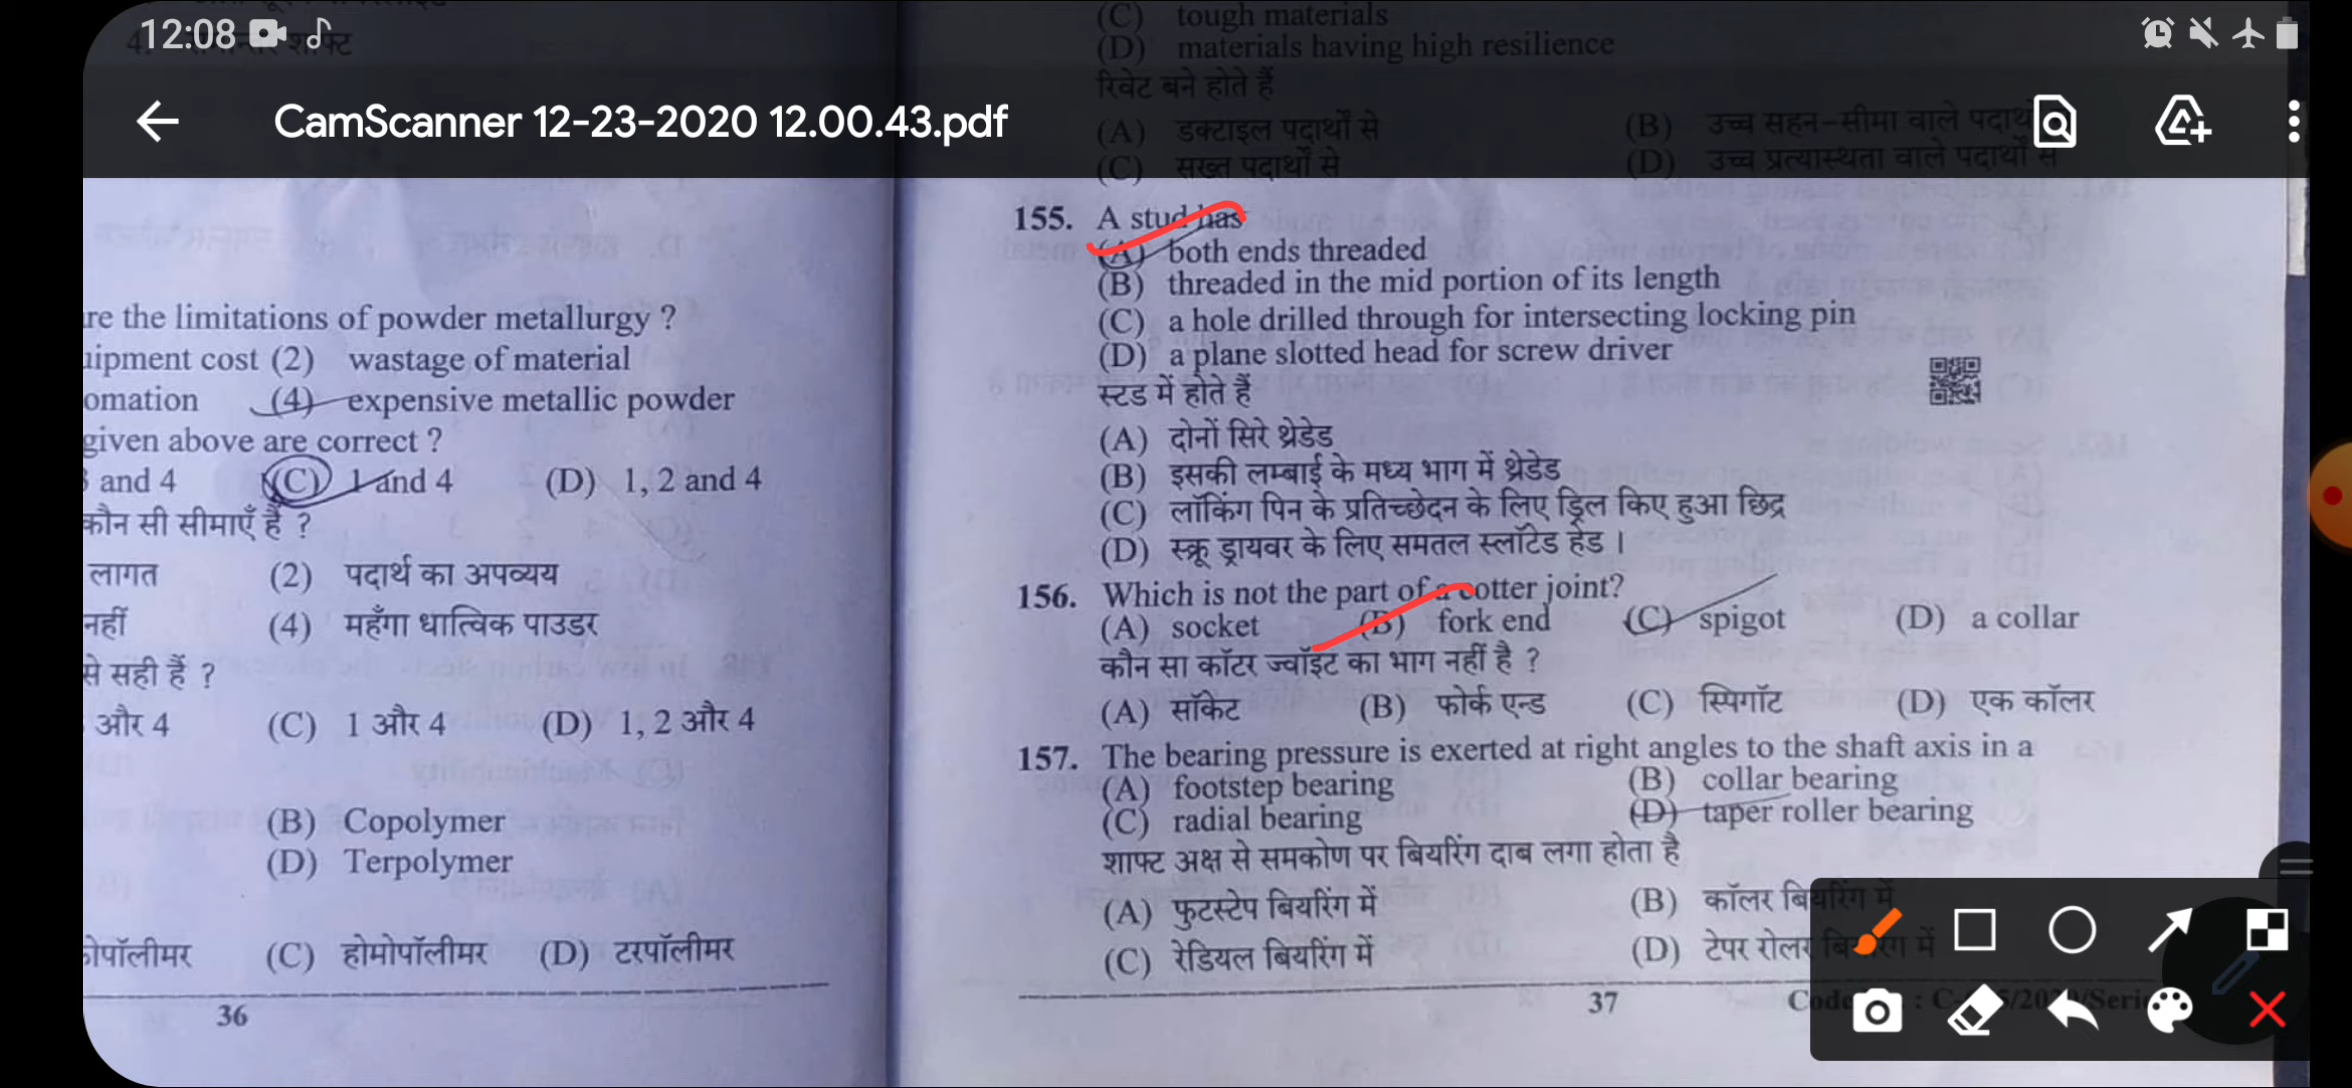 12:08
CamScanner 12-23-2020 12.00.43.pdf
शाफ्ट
re the limitations of powder metallurgy ?
uipment cost (2) wastage of material
omation (4) expensive metallic powder
given above are correct ?
3 and 4 (C) 1 and 4 (D) 1, 2 and 4
कौन सी सीमाएँ हैं ?
लागत (2) पदार्थ का अपव्यय
नहीं (4) महँगा धात्विक पाउडर
से सही हैं ?
और 4 (C) 1 और 4 (D) 1, 2 और 4
(B) Copolymer
(D) Terpolymer
कोपॉलीमर (C) होमोपॉलीमर (D) टरपॉलीमर
36
(C) tough materials
(D) materials having high resilience
रिवेट बने होते हैं
(A) डक्टाइल पदार्थों से (B) उच्च सहन-सीमा वाले
(C) सख्त पदार्थों से (D) उच्च प्रत्यास्थता वाले पदार्थों से
155. A stud has
(A) both ends threaded
(B) threaded in the mid portion of its length
(C) a hole drilled through for intersecting locking pin
(D) a plane slotted head for screw driver
स्टड में होते हैं
(A) दोनों सिरे थ्रेडेड
(B) इसकी लम्बाई के मध्य भाग में थ्रेडेड
(C) लॉकिंग पिन के प्रतिच्छेदन के लिए ड्रिल किए हुआ छिद्र
(D) स्क्रू ड्रायवर के लिए समतल स्लॉटेड हेड ।
156. Which is not the part of a cotter joint?
(A) socket (B) fork end (C) spigot (D) a collar
कौन सा कॉटर ज्वॉइंट का भाग नहीं है ?
(A) सॉकेट (B) फोर्क एन्ड (C) स्पिगॉट (D) एक कॉलर
157. The bearing pressure is exerted at right angles to the shaft axis in a
(A) footstep bearing (B) collar bearing
(C) radial bearing (D) taper roller bearing
शाफ्ट अक्ष से समकोण पर बियरिंग दाब लगा होता है
(A) फुटस्टेप बियरिंग में (B) कॉलर बियरिंग में
(C) रेडियल बियरिंग में (D) टेपर रोलर बियरिंग में
37